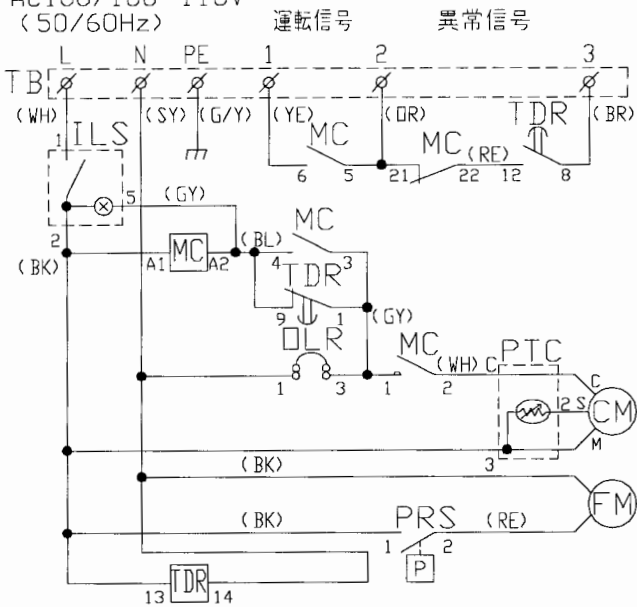 (50/60Hz) 運転信号 異常信号
L N PE 1 2 3
TB
(WH) (SY) (G/Y) (YE) (OR) TDR (BR)
1 ILS MC MC (RE)
6 5 21 22 12 8
5 (GY)
2 MC (BL) MC
(BK) A1 A2 4 3
TDR
9 1 (GY)
OLR
MC (WH) C PTC
1 3 1 2 C
2 S CM
M
(BK) 3
FM
(BK) PRS (RE)
1 2
P
TDR
13 14